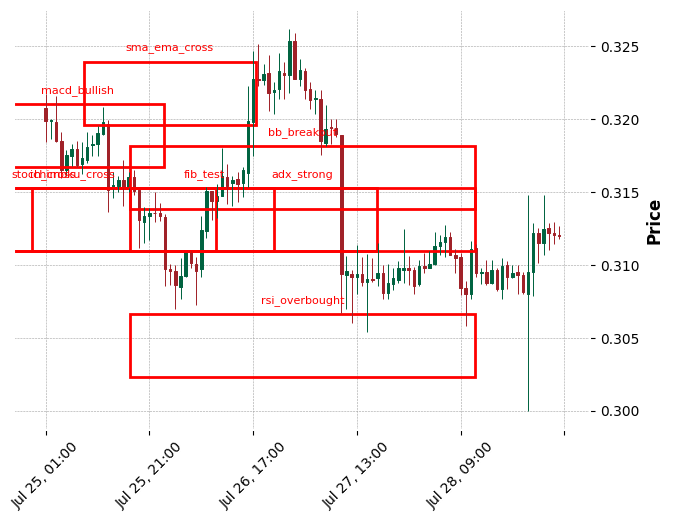 sma_ema_cross
macd_bullish
bb_breakout
fib_test
adx_strong
rsi_overbought
0.325
0.320
0.315
0.310
0.305
0.300
Price
Jul 25, 01:00
Jul 25, 21:00
Jul 26, 17:00
Jul 27, 13:00
Jul 28, 09:00